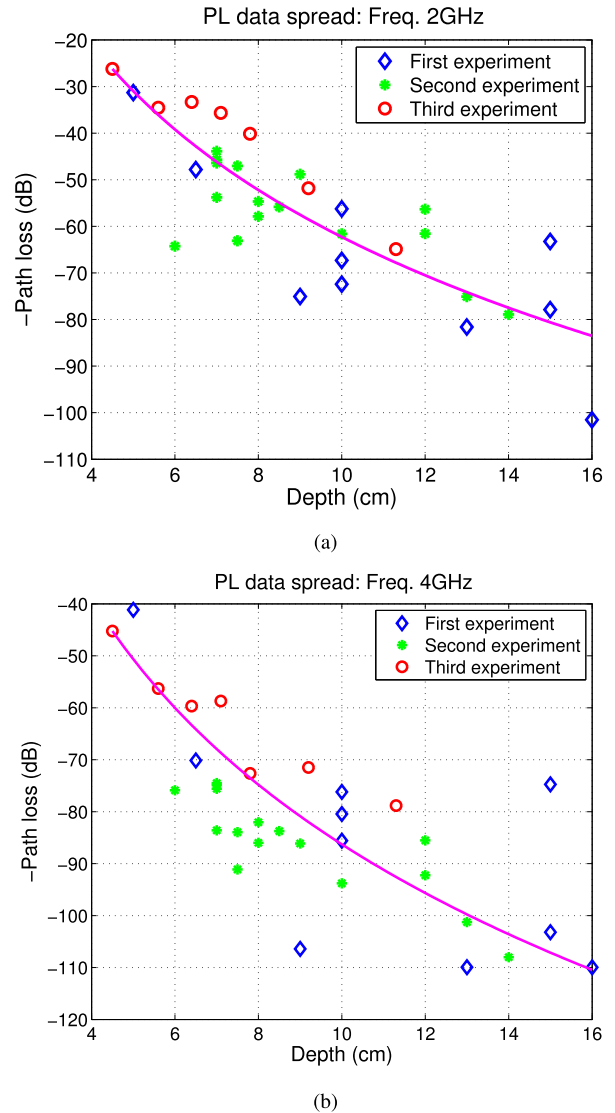 PL data spread: Freq. 2GHz
−20
−30
−40
−50
−60
−70
−80
−90
−100
−110
−Path loss (dB)
First experiment
Second experiment
Third experiment
4 6 8 10 12 14 16
Depth (cm)
(a)
PL data spread: Freq. 4GHz
−40
−50
−60
−70
−80
−90
−100
−110
−120
−Path loss (dB)
First experiment
Second experiment
Third experiment
4 6 8 10 12 14 16
Depth (cm)
(b)